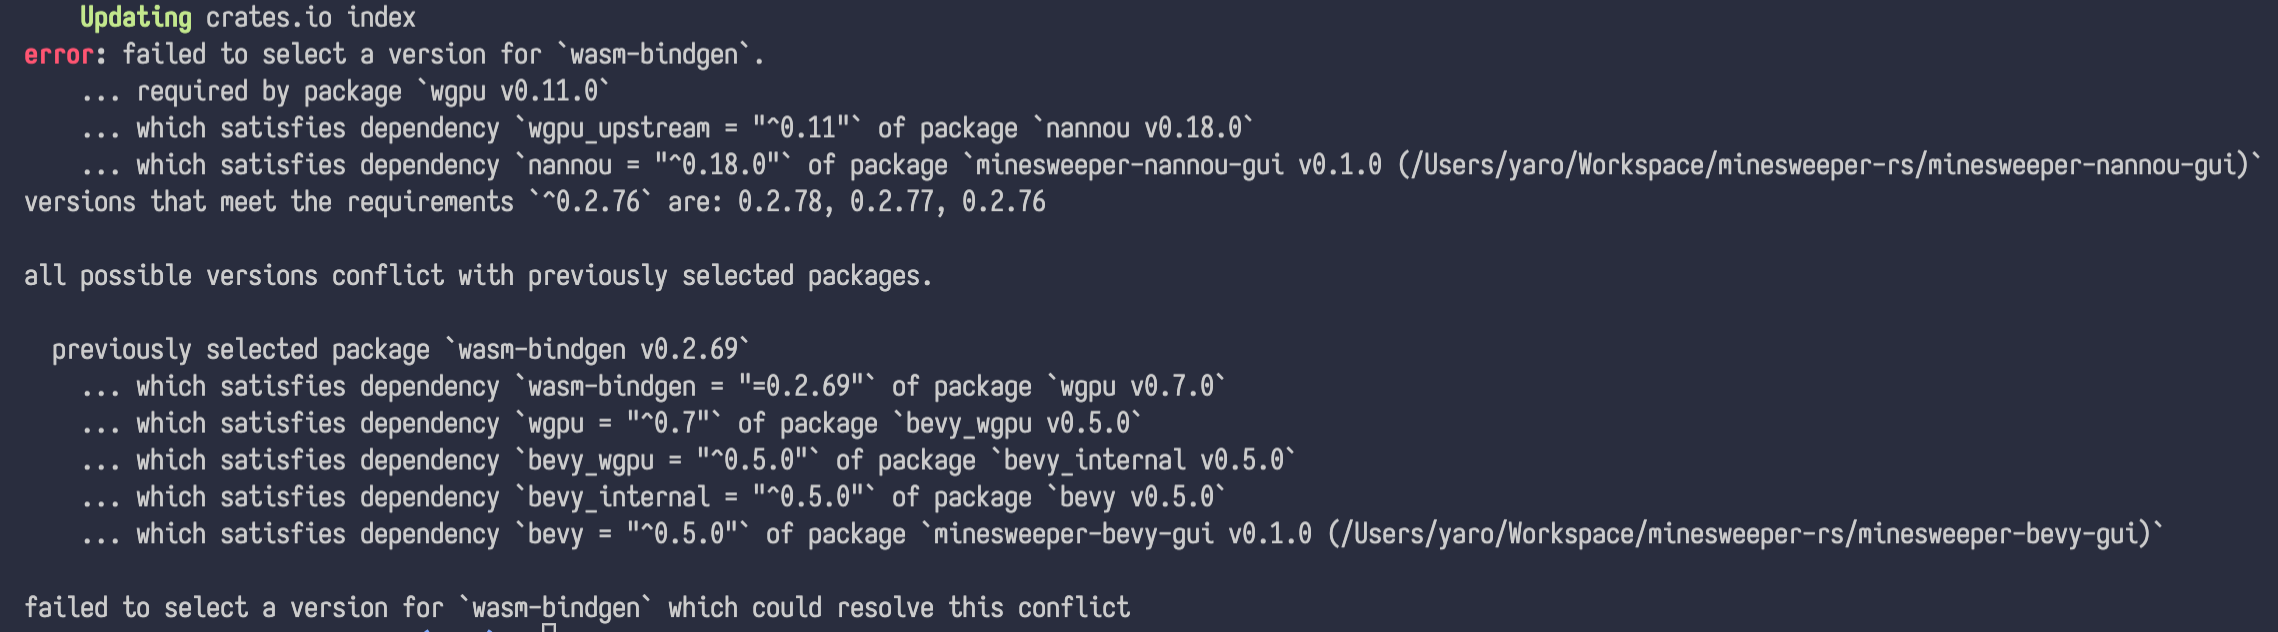 Updating crates.io index
error: failed to select a version for `wasm-bindgen`.
... required by package `wgpu v0.11.0`
... which satisfies dependency `wgpu_upstream = "^0.11"` of package `nannou v0.18.0`
... which satisfies dependency `nannou = "^0.18.0"` of package `minesweeper-nannou-gui v0.1.0 (/Users/yaro/Workspace/minesweeper-rs/minesweeper-nannou-gui)`
versions that meet the requirements `^0.2.76` are: 0.2.78, 0.2.77, 0.2.76
all possible versions conflict with previously selected packages.
previously selected package `wasm-bindgen v0.2.69`
... which satisfies dependency `wasm-bindgen = "=0.2.69"` of package `wgpu v0.7.0`
... which satisfies dependency `wgpu = "^0.7"` of package `bevy_wgpu v0.5.0`
... which satisfies dependency `bevy_wgpu = "^0.5.0"` of package `bevy_internal v0.5.0`
... which satisfies dependency `bevy_internal = "^0.5.0"` of package `bevy v0.5.0`
... which satisfies dependency `bevy = "^0.5.0"` of package `minesweeper-bevy-gui v0.1.0 (/Users/yaro/Workspace/minesweeper-rs/minesweeper-bevy-gui)`
failed to select a version for `wasm-bindgen` which could resolve this conflict